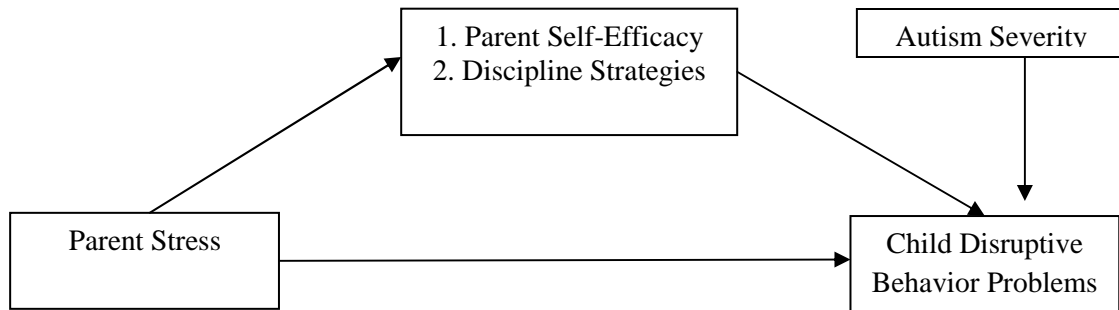 1. Parent Self-Efficacy
2. Discipline Strategies
Autism Severity
Parent Stress
Child Disruptive
Behavior Problems